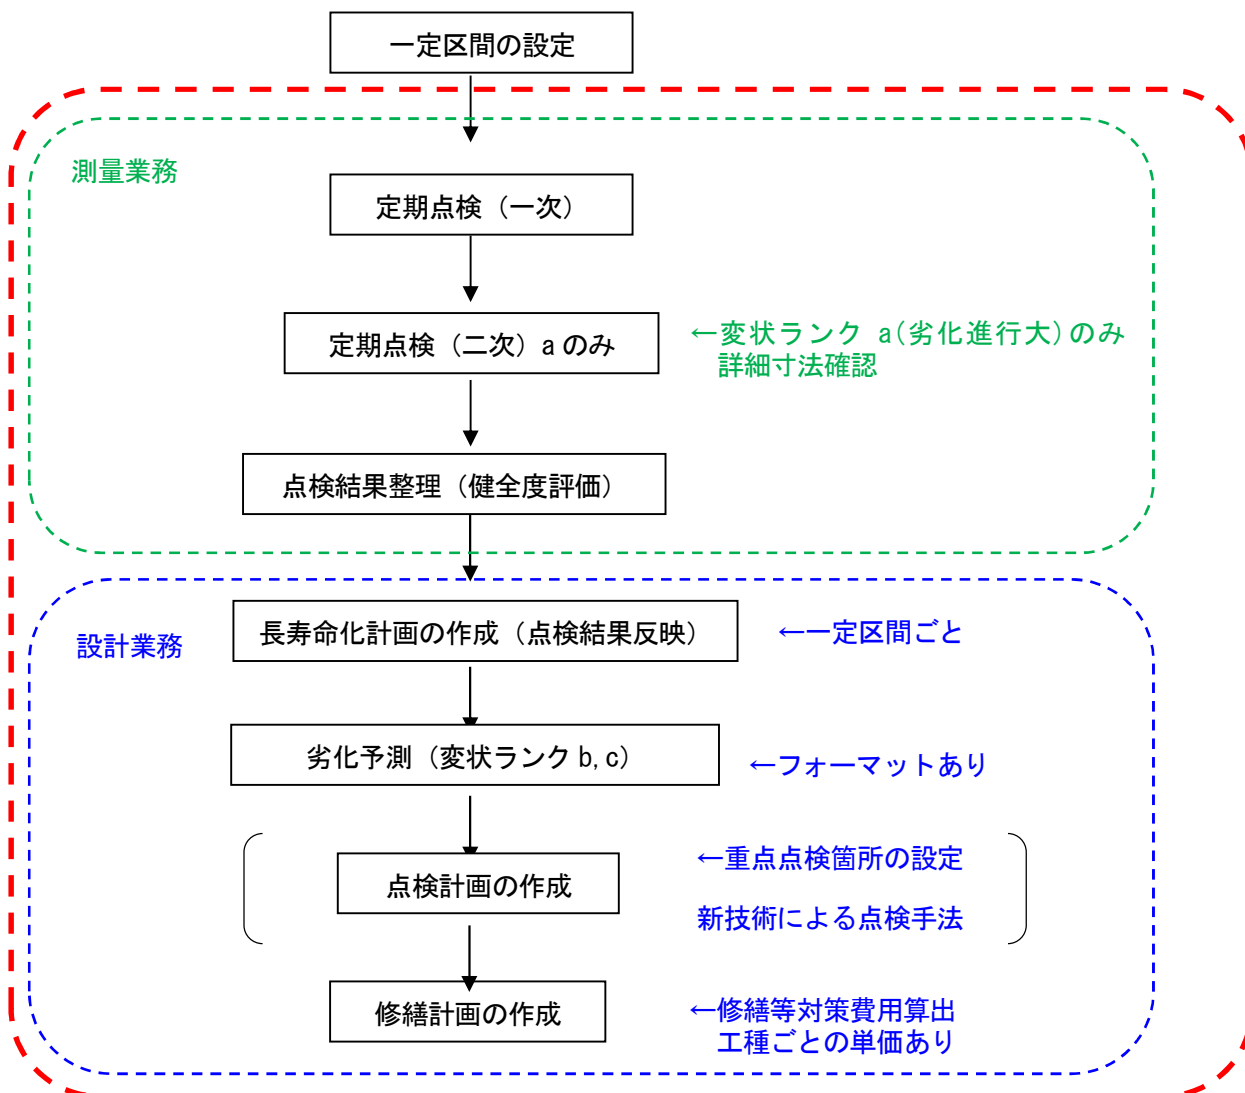 一定区間の設定
測量業務
定期点検（一次）
定期点検（二次）aのみ
←変状ランク a(劣化進行大)のみ
詳細寸法確認
点検結果整理（健全度評価）
設計業務
長寿命化計画の作成（点検結果反映）
←一定区間ごと
劣化予測（変状ランクb,c）
←フォーマットあり
点検計画の作成
←重点点検箇所の設定
新技術による点検手法
修繕計画の作成
←修繕等対策費用算出
工種ごとの単価あり